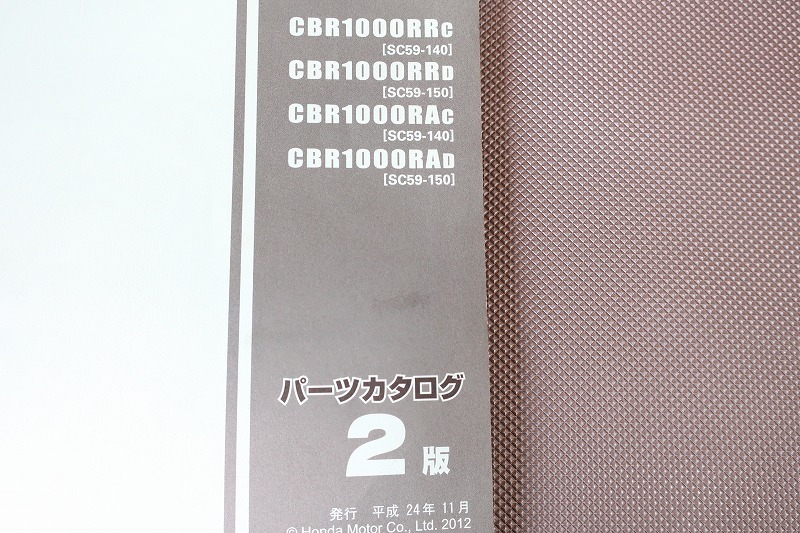 CBR1000RRC
[SC59-140]
CBR1000RRD
[SC59-150]
CBR1000RAC
[SC59-140]
CBR1000RAD
[SC59-150]
パーツカタログ
2版
発行 平成 24年 11月
© Honda Motor Co., Ltd. 2012